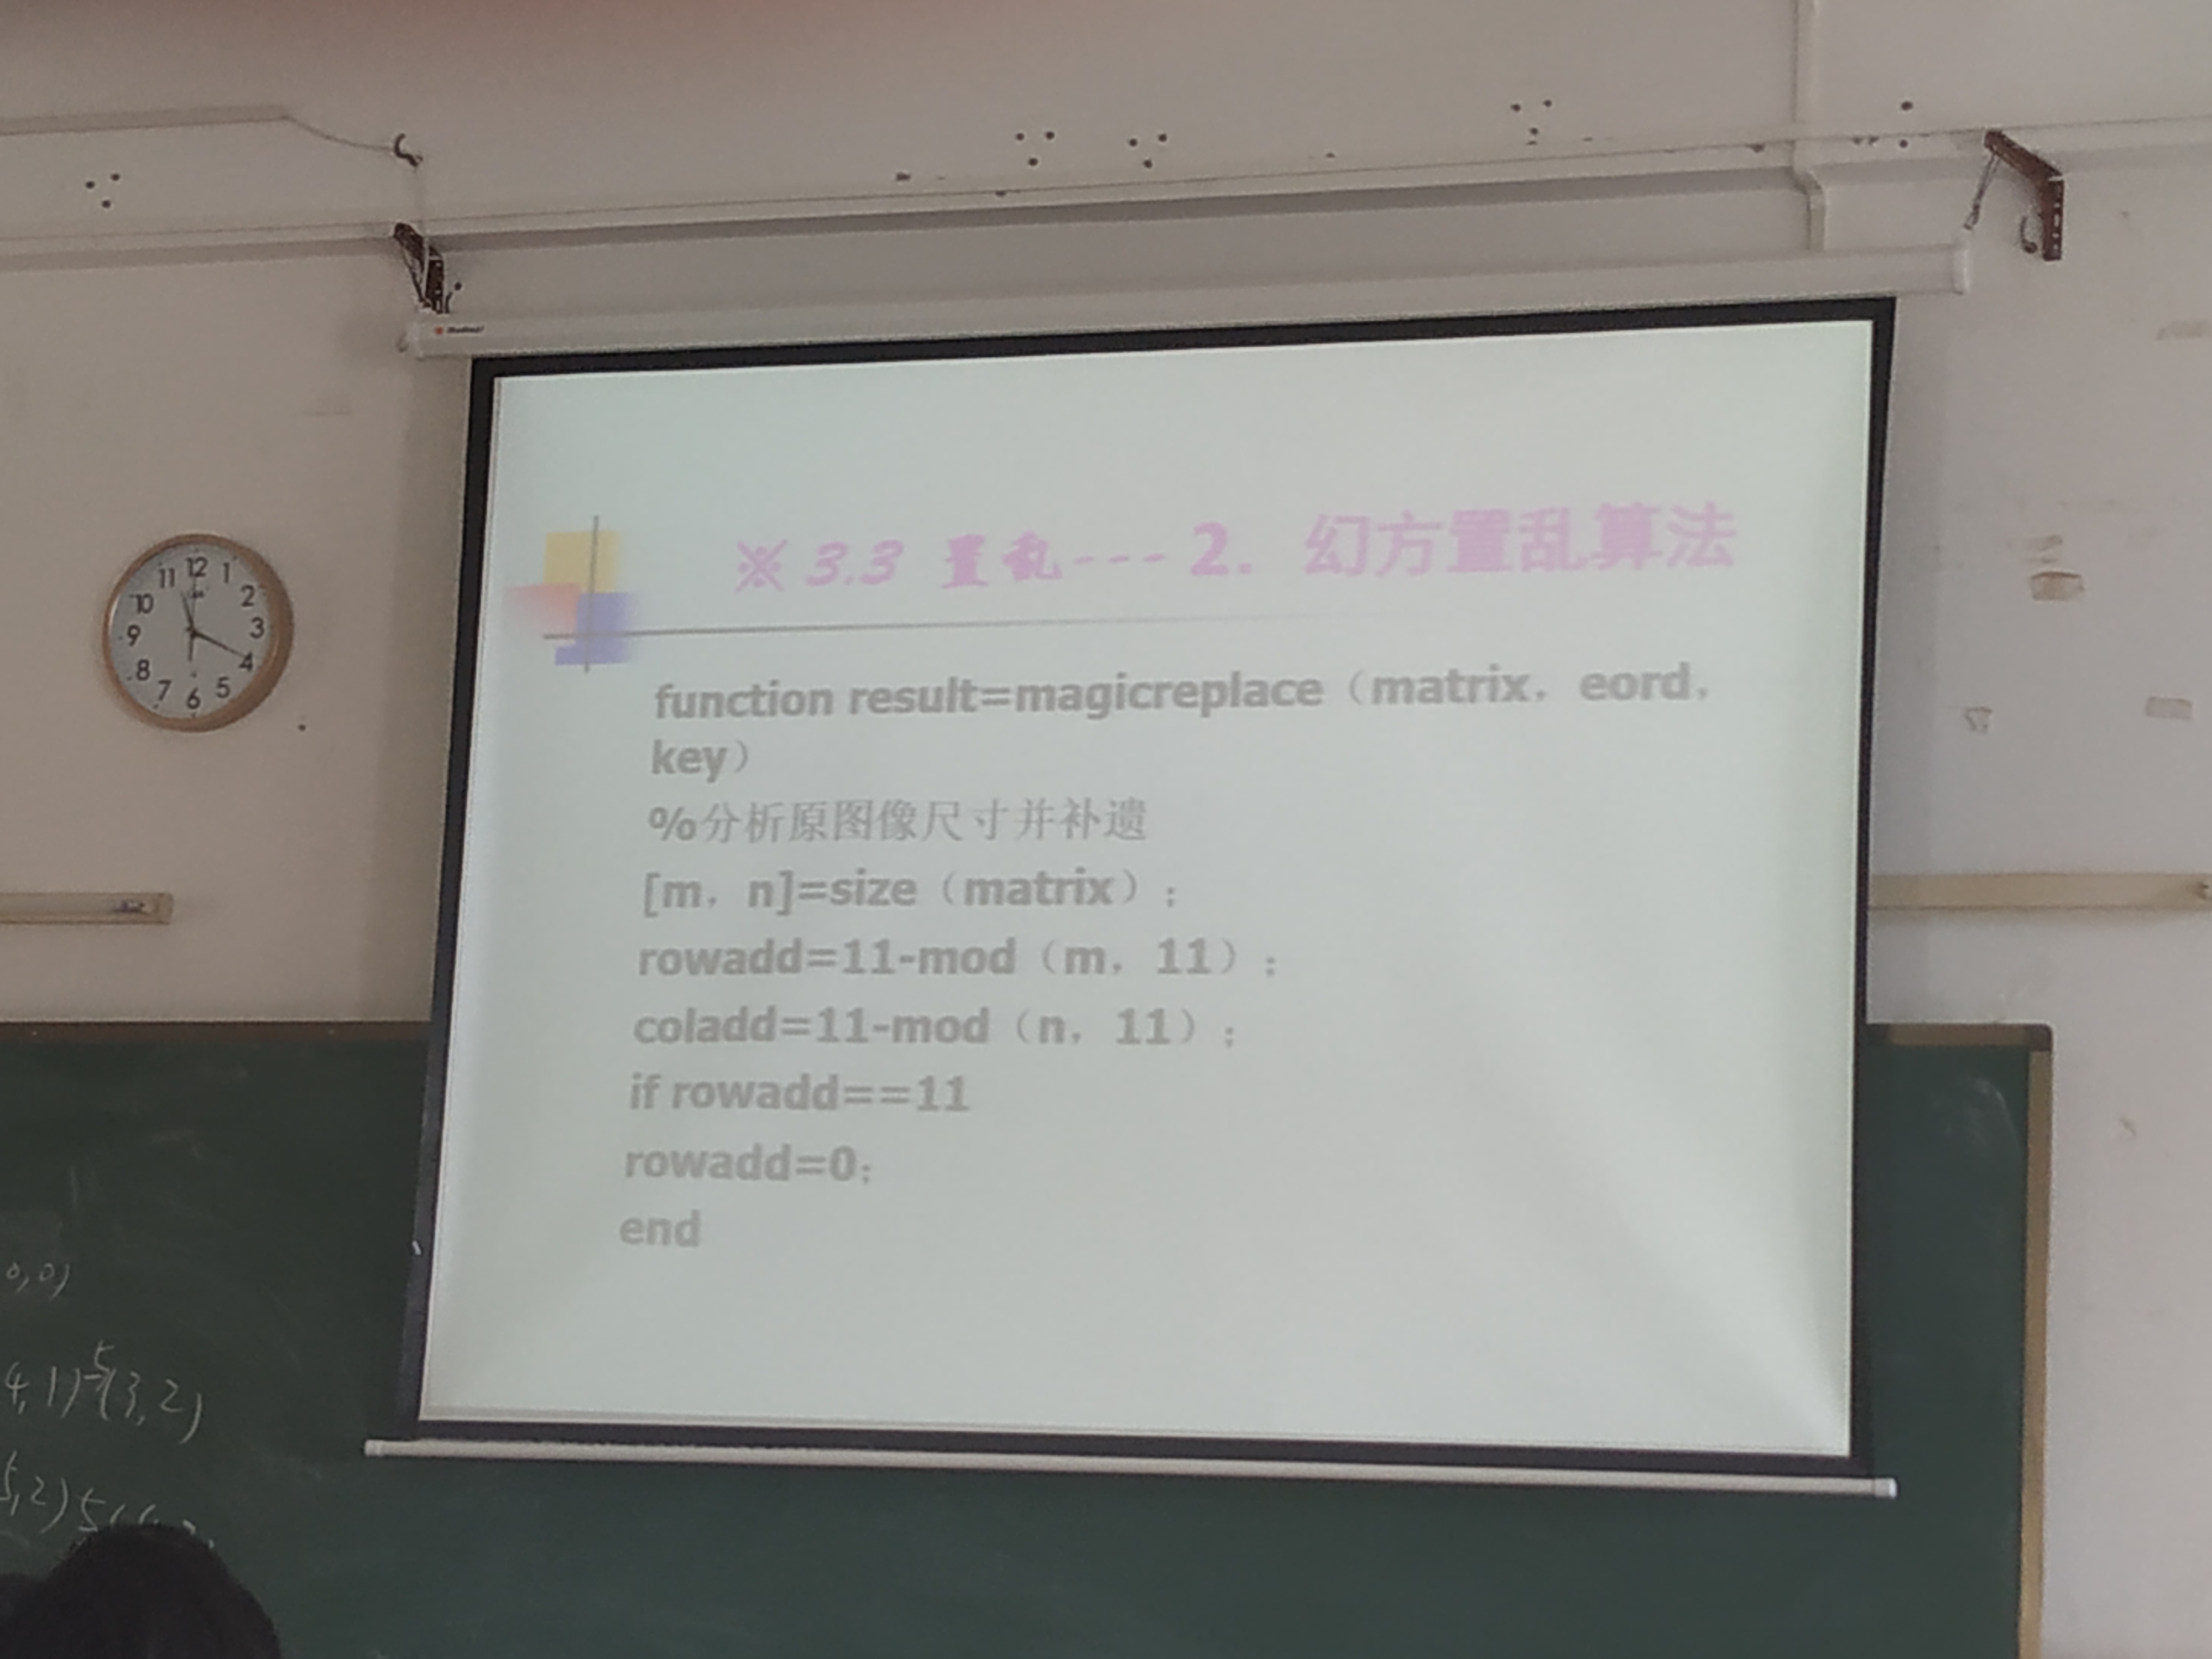 ※ 3.3 置乱---2. 幻方置乱算法
function result=magicreplace（matrix，eord，
key）
%分析原图像尺寸并补遗
[m，n]=size（matrix）；
rowadd=11-mod（m，11）；
coladd=11-mod（n，11）；
if rowadd==11
rowadd=0；
end
12
1
2
3
4
5
6
7
8
9
10
11
0,0)
4,1) 5 (3,2)
5,2) 5